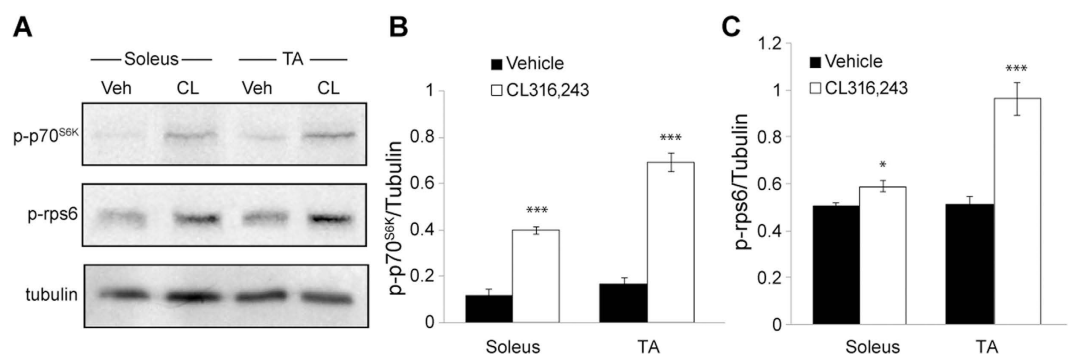 A
Soleus
TA
Veh
CL
Veh
CL
p-p70S6K
p-rps6
tubulin
B
Vehicle
CL316,243
p-p70S6K/Tubulin
1
0.8
0.6
0.4
0.2
0
***
***
Soleus
TA
C
Vehicle
CL316,243
p-rps6/Tubulin
1.2
1
0.8
0.6
0.4
0.2
0
*
***
Soleus
TA